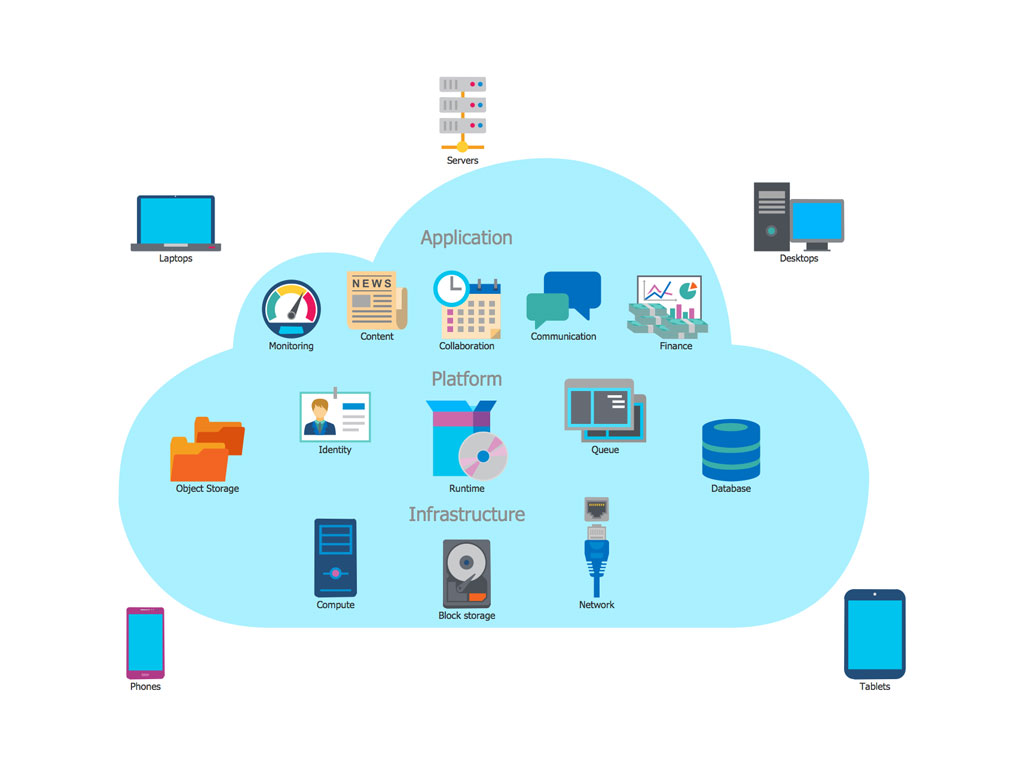 Servers
Laptops
Desktops
Application
NEWS
Monitoring
Content
Collaboration
Communication
Finance
Platform
Identity
Queue
Object Storage
Runtime
Database
Infrastructure
Compute
Block storage
Network
Phones
Tablets